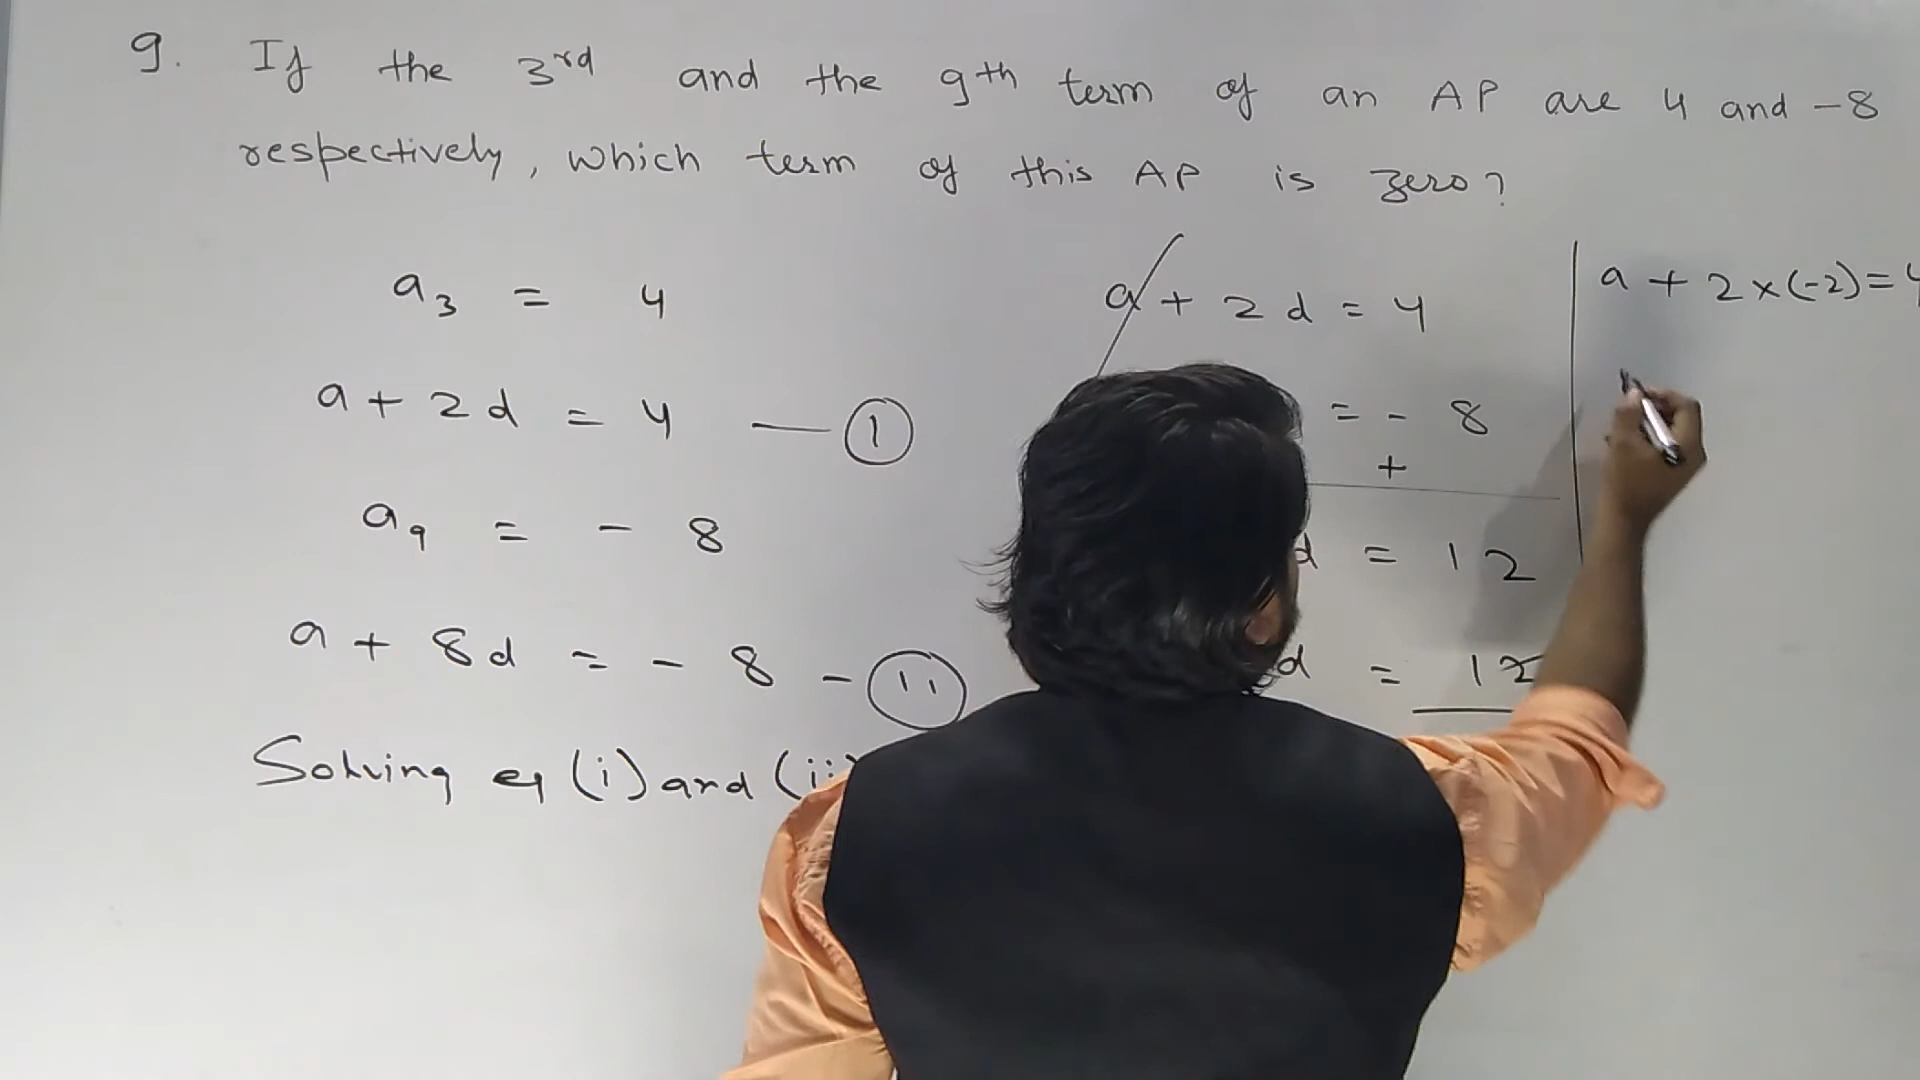 9. If the 3rd and the 9th term of an AP are 4 and -8
respectively, which term of this AP is zero?
a3 = 4
a + 2d = 4 — (1)
a9 = - 8
a + 8d = - 8 - (11)
Solving eq (i) and (ii)
a + 2d = 4
= - 8
+
d = 12
d = 12
a + 2 x (-2) = 4